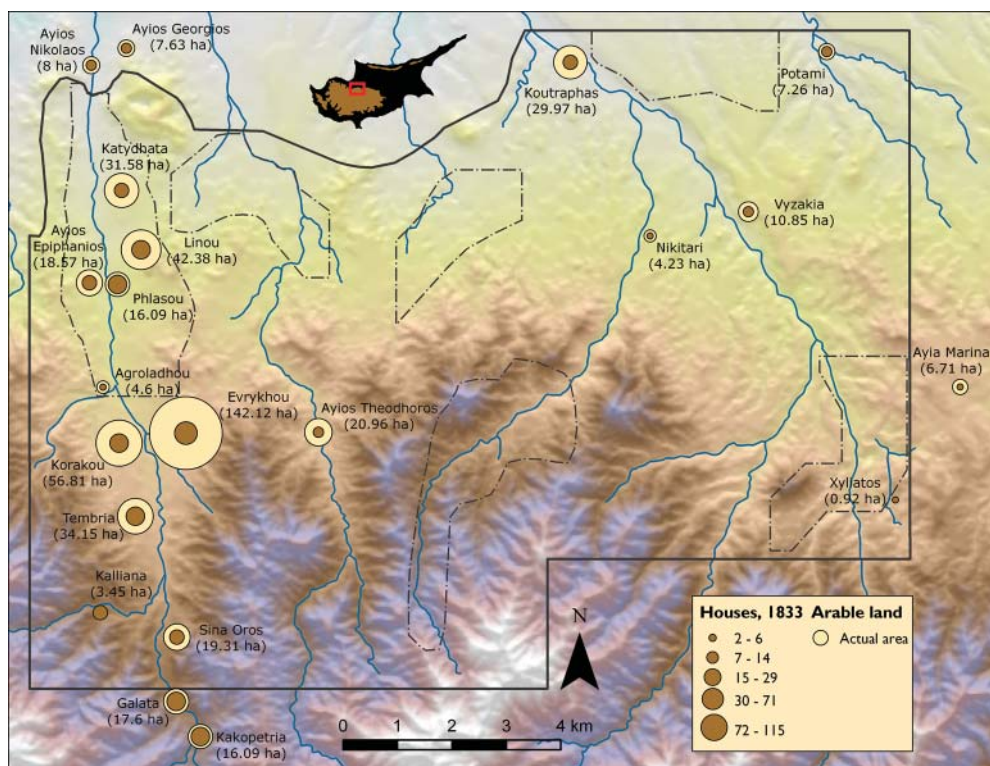 Ayios Georgios
(7.63 ha)
Ayios
Nikolaos
(8 ha)
Koutraphas
(29.97 ha)
Potami
(7.26 ha)
Katydhata
(31.58 ha)
Vyzakia
(10.85 ha)
Ayios
Epiphanios
(18.57 ha)
Linou
(42.38 ha)
Nikitari
(4.23 ha)
Phlasou
(16.09 ha)
Ayia Marina
(6.71 ha)
Agroladhou
(4.6 ha)
Evrykhou
(142.12 ha)
Ayios Theodhoros
(20.96 ha)
Korakou
(56.81 ha)
Xyliatos
(0.92 ha)
Tembria
(34.15 ha)
Kalliana
(3.45 ha)
Sina Oros
(19.31 ha)
Galata
(17.6 ha)
Kakopetria
(16.09 ha)
N
0 1 2 3 4 km
Houses, 1833 Arable land
2 - 6 Actual area
7 - 14
15 - 29
30 - 71
72 - 115